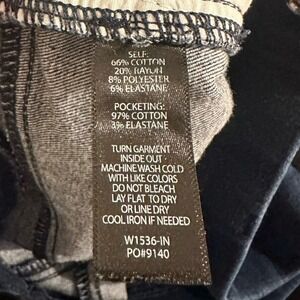 SELF:
66% COTTON
20% RAYON
8% POLYESTER
6% ELASTANE
POCKETING:
97% COTTON
3% ELASTANE
TURN GARMENT
INSIDE OUT
MACHINE WASH COLD
WITH LIKE COLORS
DO NOT BLEACH
LAY FLAT TO DRY
OR LINE DRY
COOL IRON IF NEEDED
W1536-IN
PO#9140